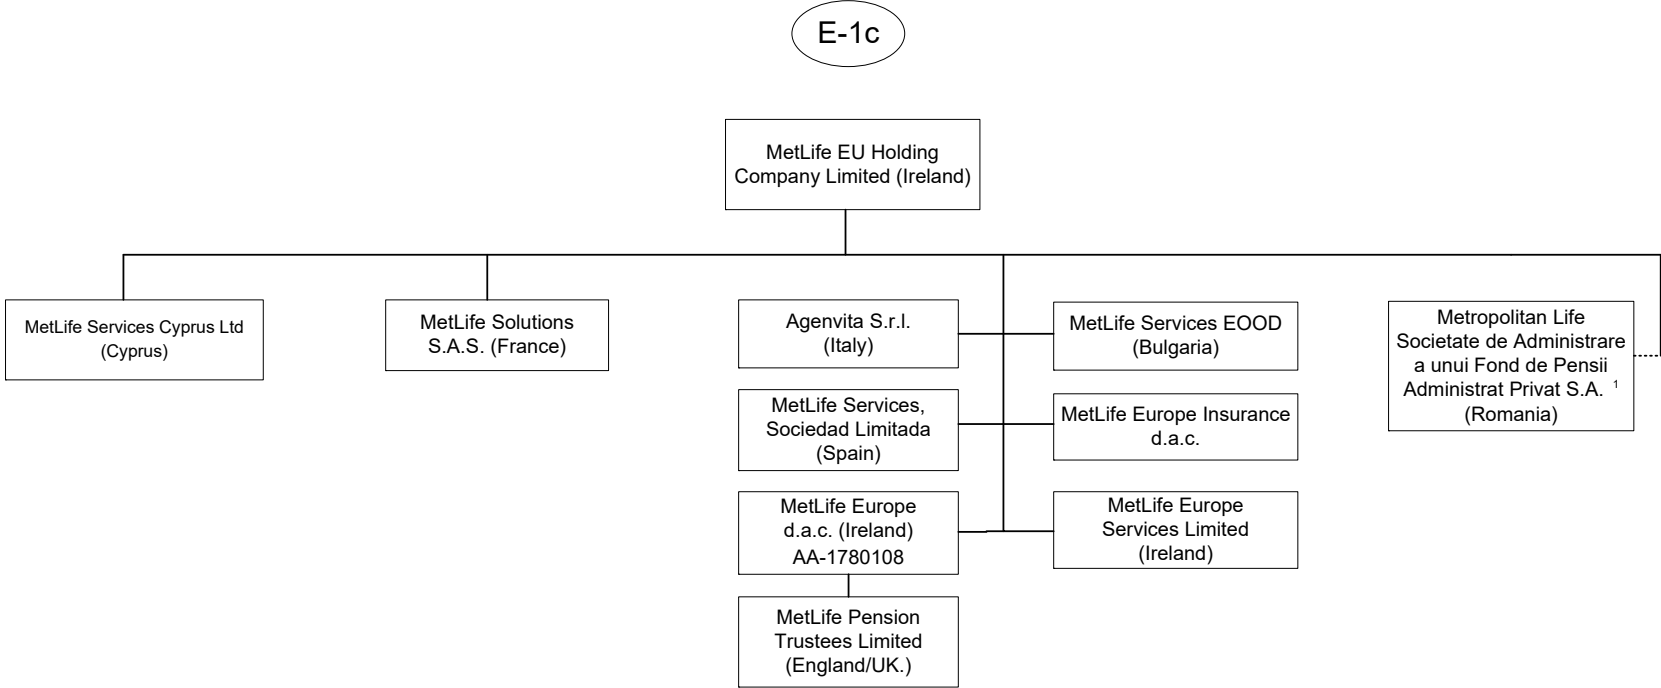 E-1c
MetLife EU Holding
Company Limited (Ireland)
MetLife Services Cyprus Ltd
(Cyprus)
MetLife Solutions
S.A.S. (France)
Agenvita S.r.l.
(Italy)
MetLife Services EOOD
(Bulgaria)
Metropolitan Life
Societate de Administrare
a unui Fond de Pensii
Administrat Privat S.A. 1
(Romania)
MetLife Services,
Sociedad Limitada
(Spain)
MetLife Europe Insurance
d.a.c.
MetLife Europe
d.a.c. (Ireland)
AA-1780108
MetLife Europe
Services Limited
(Ireland)
MetLife Pension
Trustees Limited
(England/UK.)